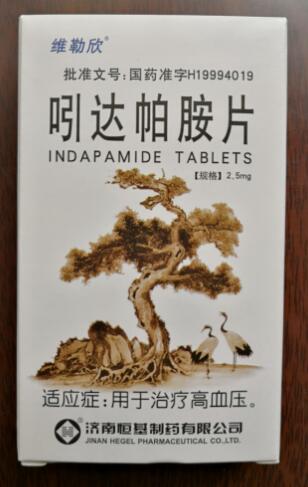 维勒欣®
批准文号:国药准字H19994019
吲达帕胺片
INDAPAMIDE TABLETS
【规格】2.5mg
适应症:用于治疗高血压。
济南恒基制药有限公司
JINAN HEGEL PHARMACEUTICAL CO.,LTD.